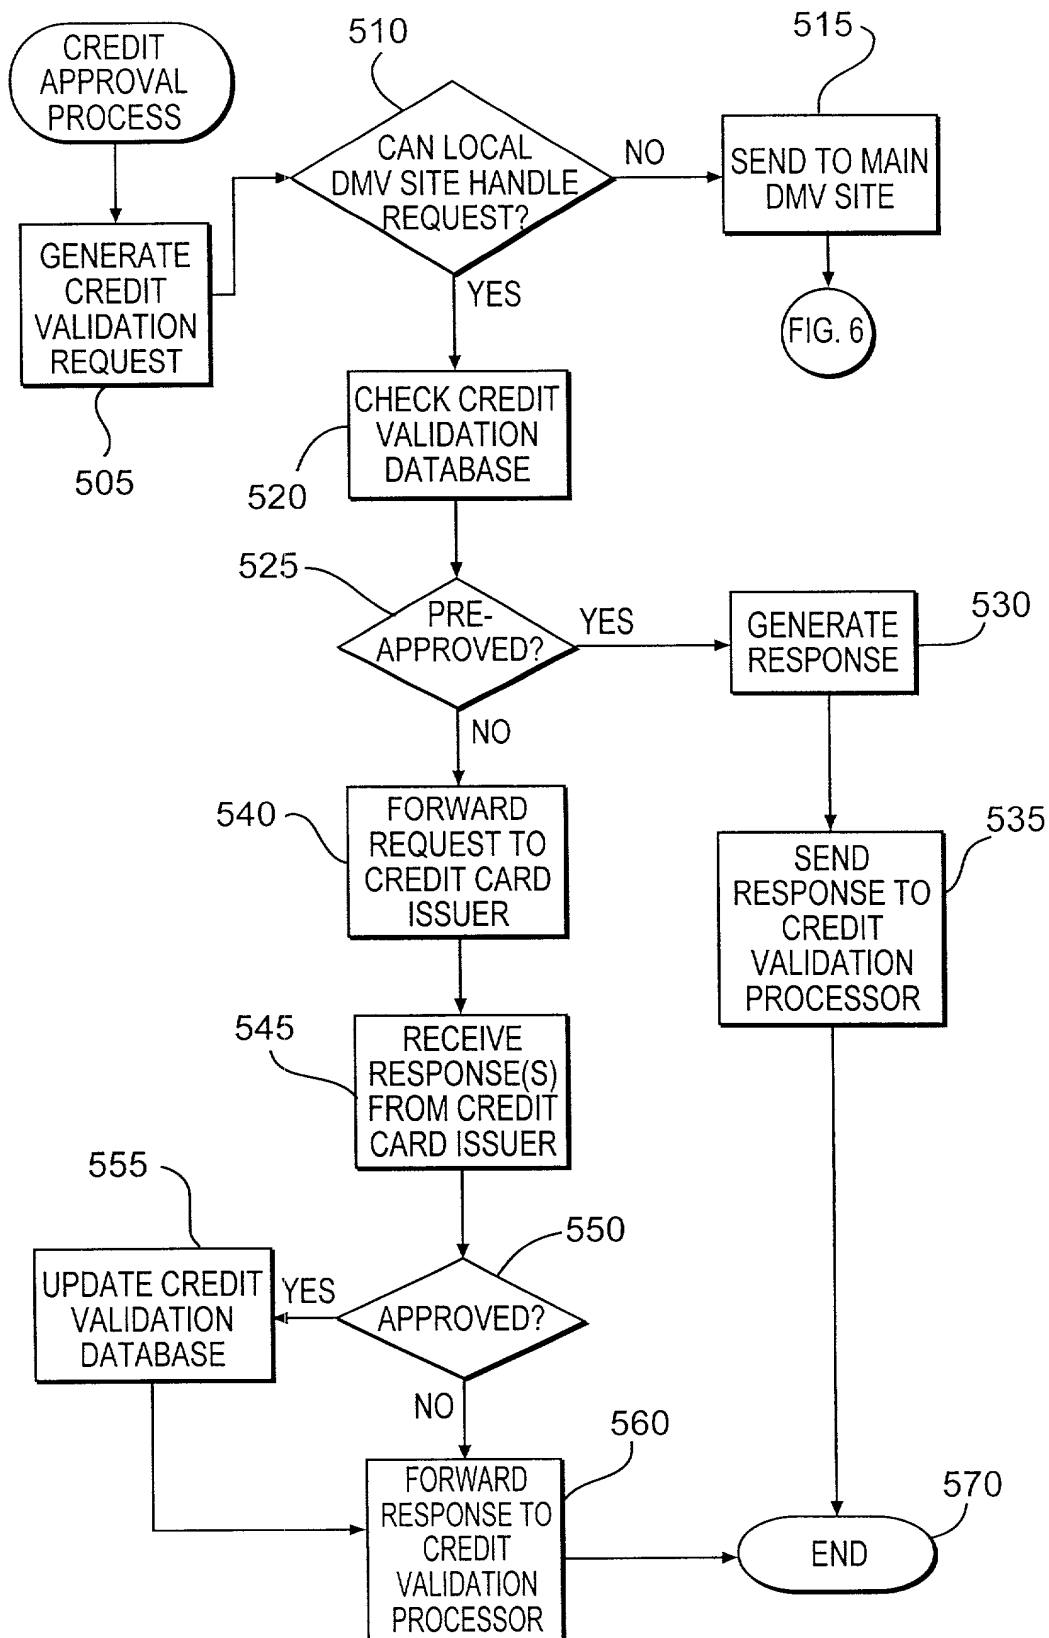 CREDIT
APPROVAL
PROCESS
GENERATE
CREDIT
VALIDATION
REQUEST
505
510
CAN LOCAL
DMV SITE HANDLE
REQUEST?
NO
YES
515
SEND TO MAIN
DMV SITE
FIG. 6
CHECK CREDIT
VALIDATION
DATABASE
520
525
PRE-
APPROVED?
YES
NO
GENERATE
RESPONSE
530
SEND
RESPONSE TO
CREDIT
VALIDATION
PROCESSOR
535
540
FORWARD
REQUEST TO
CREDIT CARD
ISSUER
545
RECEIVE
RESPONSE(S)
FROM CREDIT
CARD ISSUER
550
APPROVED?
YES
NO
555
UPDATE CREDIT
VALIDATION
DATABASE
560
FORWARD
RESPONSE TO
CREDIT
VALIDATION
PROCESSOR
570
END